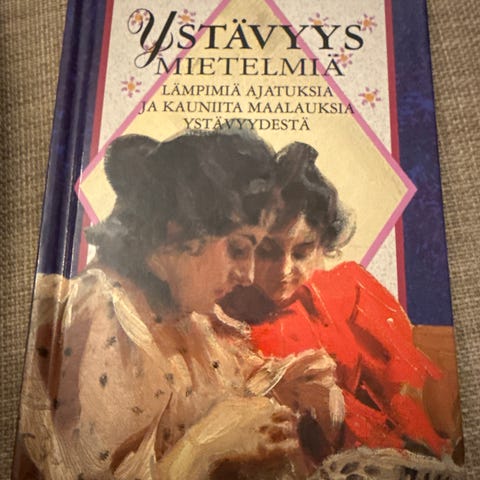 YSTÄVYYS
MIETELMIÄ
LÄMPIMIÄ AJATUKSIA
JA KAUNIITA MAALAUKSIA
YSTÄVYYDESTÄ